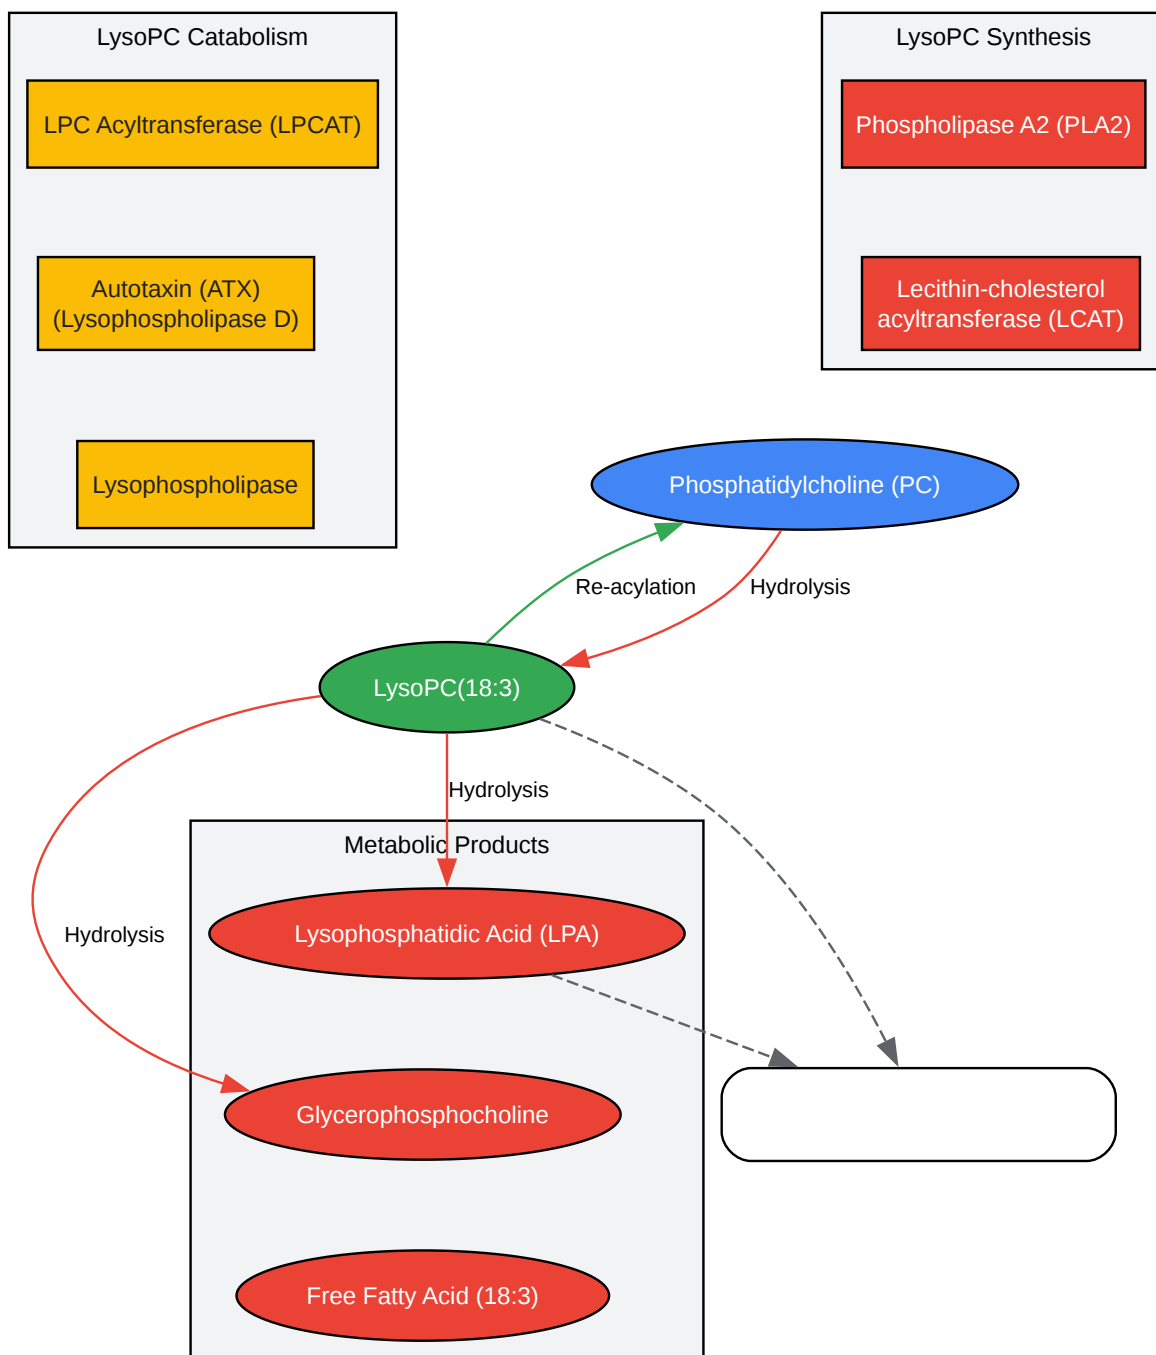 LysoPC Catabolism
LPC Acyltransferase (LPCAT)
Autotaxin (ATX)
(Lysophospholipase D)
Lysophospholipase
LysoPC Synthesis
Phospholipase A2 (PLA2)
Lecithin-cholesterol
acyltransferase (LCAT)
Phosphatidylcholine (PC)
Re-acylation
Hydrolysis
LysoPC(18:3)
Hydrolysis
Metabolic Products
Lysophosphatidic Acid (LPA)
Hydrolysis
Glycerophosphocholine
Free Fatty Acid (18:3)